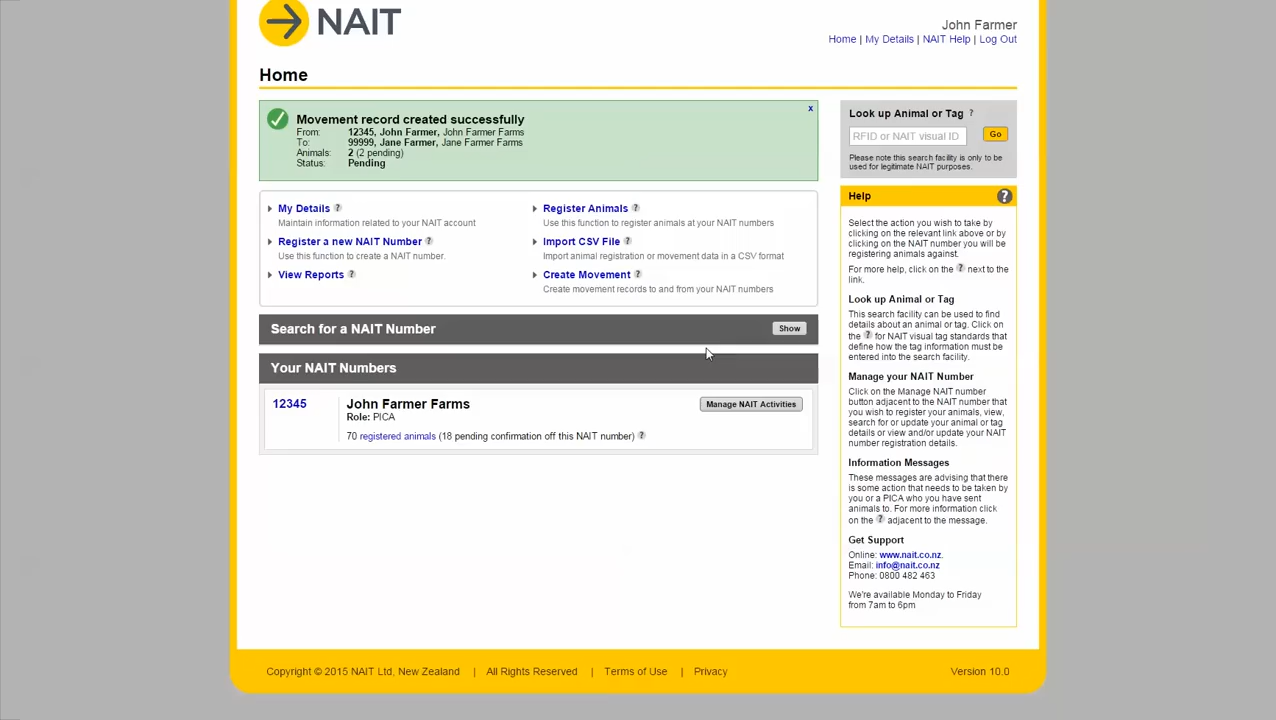 NAIT
John Farmer
Home | My Details | NAIT Help | Log Out
Home
x
Movement record created successfully
From: 12345, John Farmer, John Farmer Farms
To: 99999, Jane Farmer, Jane Farmer Farms
Animals: 2 (2 pending)
Status: Pending
My Details ?
Maintain information related to your NAIT account
Register a new NAIT Number ?
Use this function to create a NAIT number.
View Reports ?
Register Animals ?
Use this function to register animals at your NAIT numbers
Import CSV File ?
Import animal registration or movement data in a CSV format
Create Movement ?
Create movement records to and from your NAIT numbers
Search for a NAIT Number
Show
Your NAIT Numbers
12345
John Farmer Farms
Role: PICA
70 registered animals (18 pending confirmation off this NAIT number) ?
Manage NAIT Activities
Look up Animal or Tag ?
RFID or NAIT visual ID
Go
Please note this search facility is only to be
used for legitimate NAIT purposes.
Help ?
Select the action you wish to take by
clicking on the relevant link above or by
clicking on the NAIT number you will be
registering animals against.
For more help, click on the ? next to the
link.
Look up Animal or Tag
This search facility can be used to find
details about an animal or tag. Click on
the ? for NAIT visual tag standards that
define how the tag information must be
entered into the search facility.
Manage your NAIT Number
Click on the Manage NAIT number
button adjacent to the NAIT number that
you wish to register your animals, view,
search for or update your animal or tag
details or view and/or update your NAIT
number registration details.
Information Messages
These messages are advising that there
is some action that needs to be taken by
you or a PICA who you have sent
animals to. For more information click
on the ? adjacent to the message.
Get Support
Online: www.nait.co.nz.
Email: info@nait.co.nz
Phone: 0800 482 463
We're available Monday to Friday
from 7am to 6pm
Copyright © 2015 NAIT Ltd, New Zealand | All Rights Reserved | Terms of Use | Privacy
Version 10.0